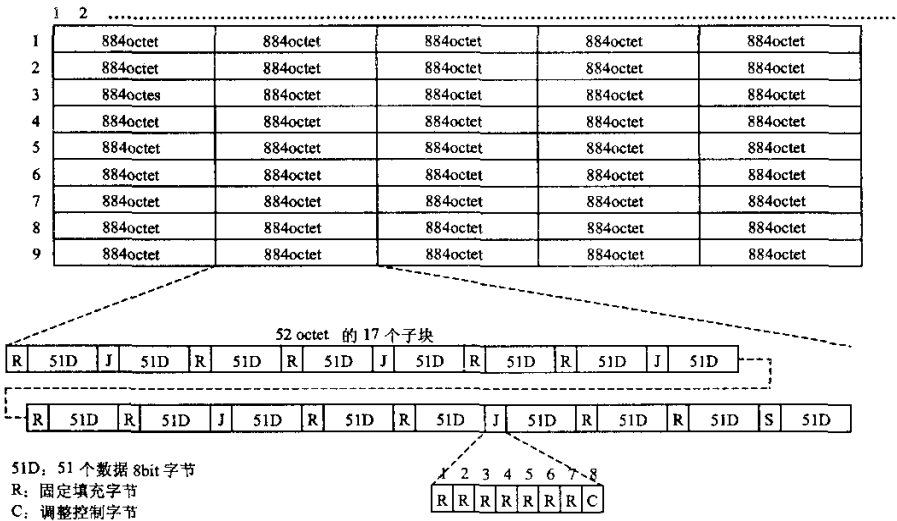 1 2
1 884octet 884octet 884octet 884octet 884octet
2 884octet 884octet 884octet 884octet 884octet
3 884octes 884octet 884octet 884octet 884octet
4 884octet 884octet 884octet 884octet 884octet
5 884octet 884octet 884octet 884octet 884octet
6 884octet 884octet 884octet 884octet 884octet
7 884octet 884octet 884octet 884octet 884octet
8 884octet 884octet 884octet 884octet 884octet
9 884octet 884octet 884octet 884octet 884octet
52 octet 的 17 个子块
R 51D J 51D R 51D R 51D J 51D R 51D R 51D J 51D
R 51D R 51D J 51D R 51D R 51D J 51D R 51D R 51D S 51D
51D：51 个数据 8bit 字节
R：固定填充字节
C：调整控制字节
1 2 3 4 5 6 7 8
R R R R R R R C